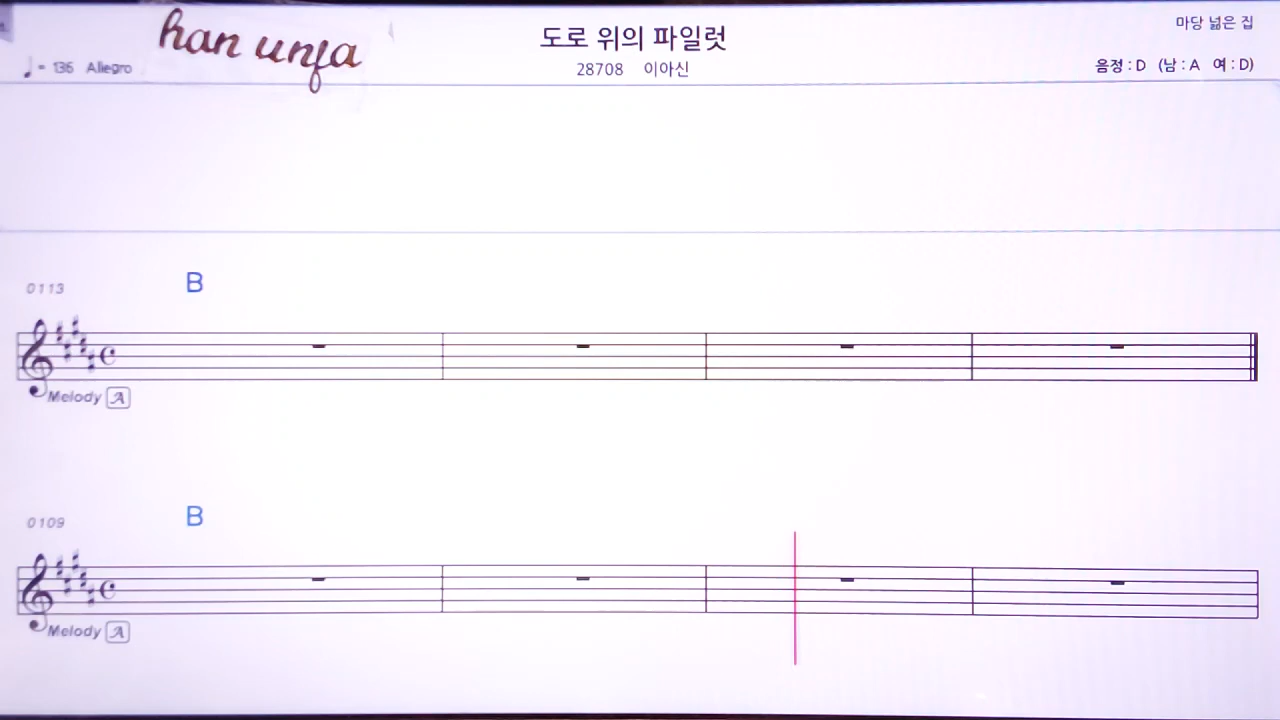 han unfa
도로 위의 파일럿
마당 넓은 집
♩= 136 Allegro
28708 이아신
음정 : D (남 : A 여 : D)
0113
B
Melody A
0109
B
Melody A